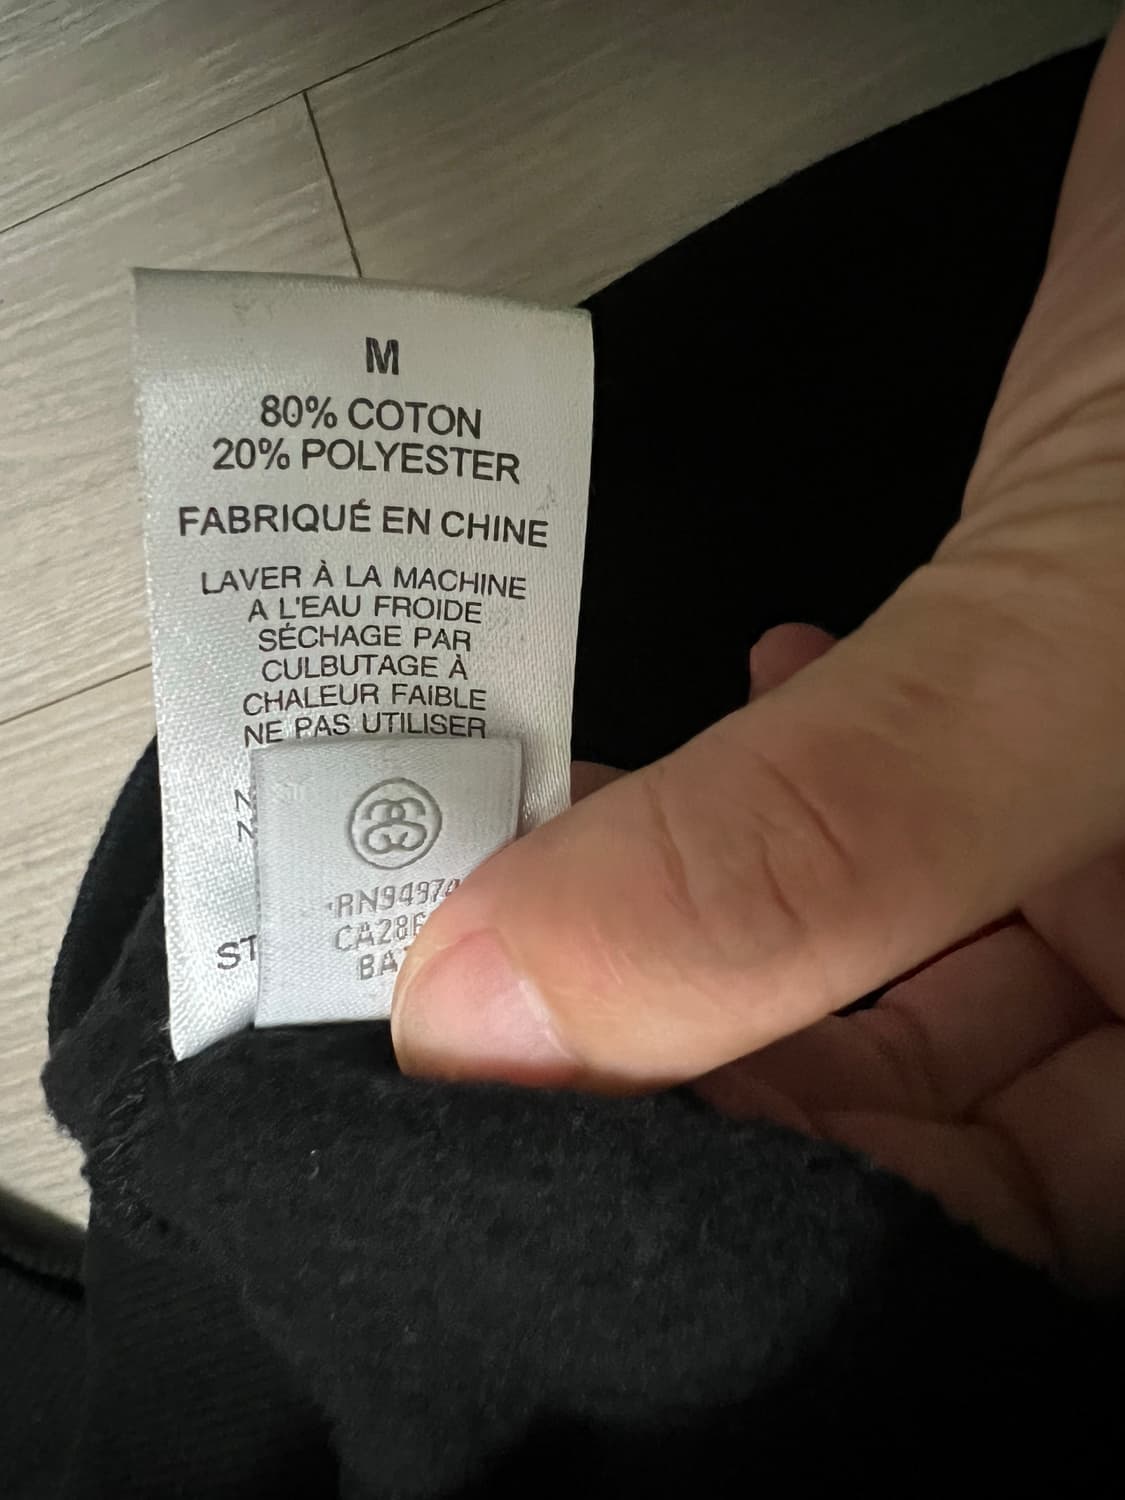 M
80% COTON
20% POLYESTER
FABRIQUÉ EN CHINE
LAVER À LA MACHINE
A L'EAU FROIDE
SÉCHAGE PAR
CULBUTAGE À
CHALEUR FAIBLE
NE PAS UTILISER